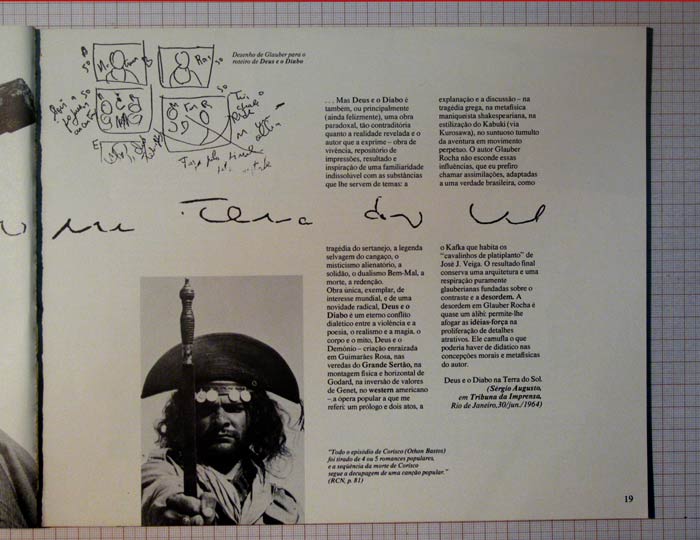 Desenho de Glauber para o
roteiro de Deus e o Diabo
. . . Mas Deus e o Diabo é
também, ou principalmente
(ainda felizmente), uma obra
paradoxal, tão contraditória
quanto a realidade revelada e o
autor que a exprime – obra de
vivência, repositório de
impressões, resultado e
inspiração de uma familiaridade
indissolúvel com as substâncias
que lhe servem de temas: a
tragédia do sertanejo, a legenda
selvagem do cangaço, o
misticismo alienatório, a
solidão, o dualismo Bem-Mal, a
morte, a redenção.
Obra única, exemplar, de
interesse mundial, e de uma
novidade radical, Deus e o
Diabo é um eterno conflito
dialético entre a violência e a
poesia, o realismo e a magia, o
corpo e o mito, Deus e o
Demônio – criação enraizada
em Guimarães Rosa, nas
veredas do Grande Sertão, na
montagem física e horizontal de
Godard, na inversão de valores
de Genet, no western americano
–, a ópera popular a que me
referi: um prólogo e dois atos, a
explanação e a discussão – na
tragédia grega, na metafísica
maniqueísta shakespeariana, na
estilização do Kabuki (via
Kurosawa), no suntuoso tumulto
da aventura em movimento
perpétuo. O autor Glauber
Rocha não esconde essas
influências, que eu prefiro
chamar assimilações, adaptadas
a uma verdade brasileira, como
o Kafka que habita os
“cavalinhos de platiplanto” de
José J. Veiga. O resultado final
conserva uma arquitetura e uma
respiração puramente
glauberianas fundadas sobre o
contraste e a desordem. A
desordem em Glauber Rocha é
quase um álibi: permite-lhe
afogar as idéias-força na
proliferação de detalhes
atrativos. Ele camufla o que
poderia haver de didático nas
concepções morais e metafísicas
do autor.
Deus e o Diabo na Terra do Sol.
(Sérgio Augusto,
em Tribuna da Imprensa,
Rio de Janeiro,30/jun./1964)
"Todo o episódio de Corisco (Othon Bastos)
foi tirado de 4 ou 5 romances populares,
e a seqüência da morte de Corisco
segue a decupagem de uma canção popular."
(RCN, p. 81)
19